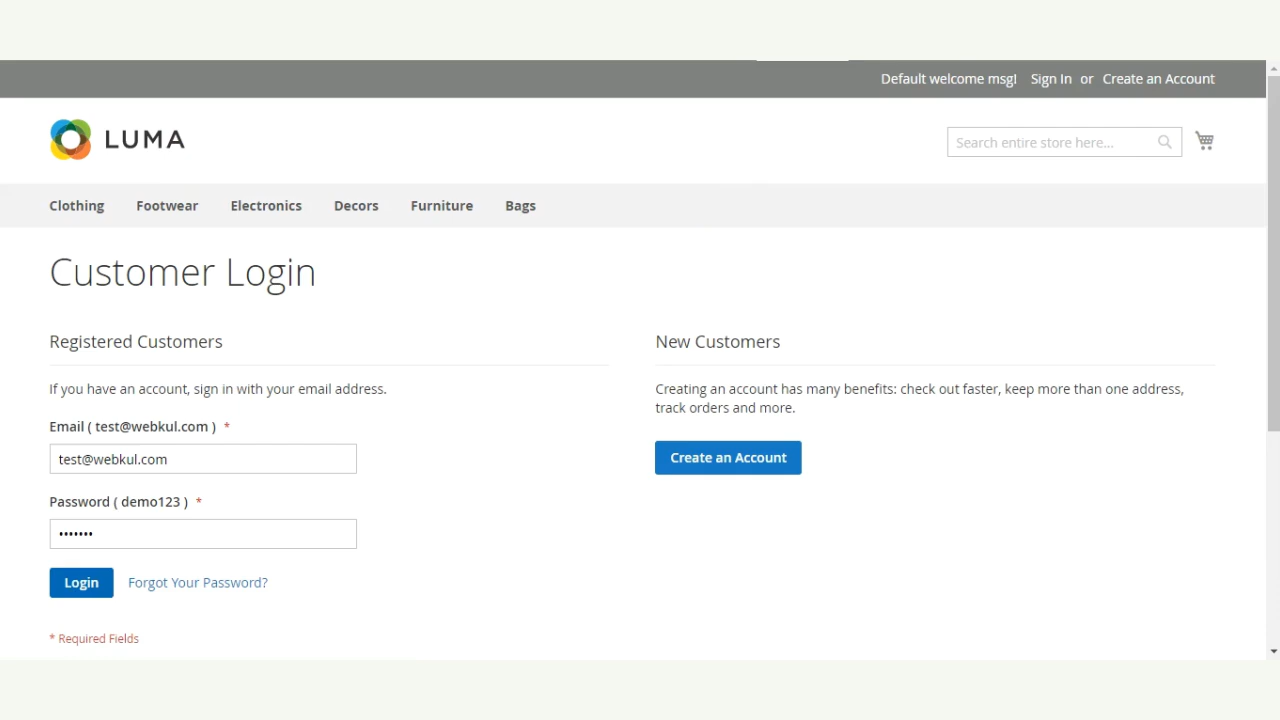 Default welcome msg! Sign In or Create an Account
LUMA
Search entire store here...
Clothing Footwear Electronics Decors Furniture Bags
Customer Login
Registered Customers
If you have an account, sign in with your email address.
Email ( test@webkul.com ) *
test@webkul.com
Password ( demo123 ) *
•••••••
Login Forgot Your Password?
* Required Fields
New Customers
Creating an account has many benefits: check out faster, keep more than one address,
track orders and more.
Create an Account